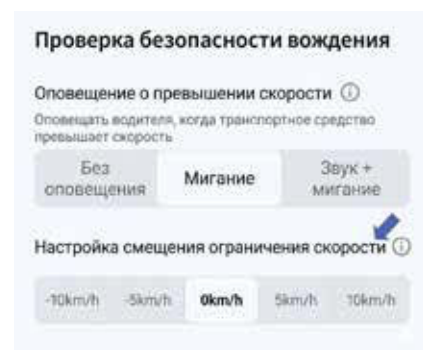 Проверка безопасности вождения
Оповещение о превышении скорости
Оповещать водителя, когда транспортное средство
превышает скорость
Без
оповещения
Мигание
Звук +
мигание
Настройка смещения ограничения скорости
-10km/h -5km/h 0km/h 5km/h 10km/h